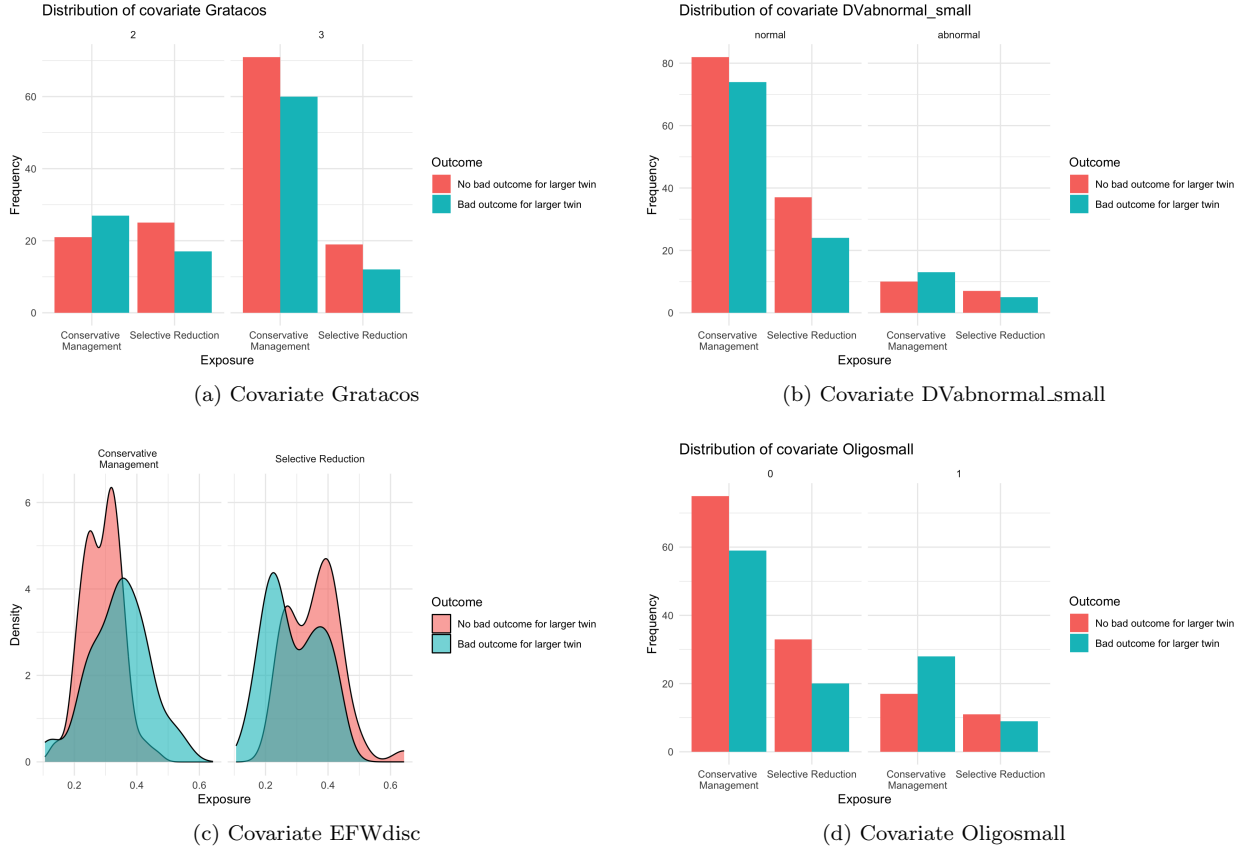 Distribution of covariate Gratacos
2
3
60
40
20
0
Frequency
Conservative
Management
Selective Reduction
Conservative
Management
Selective Reduction
Exposure
Outcome
No bad outcome for larger twin
Bad outcome for larger twin
(a) Covariate Gratacos
Distribution of covariate DVabnormal_small
normal
abnormal
80
60
40
20
0
Frequency
Conservative
Management
Selective Reduction
Conservative
Management
Selective Reduction
Exposure
Outcome
No bad outcome for larger twin
Bad outcome for larger twin
(b) Covariate DVabnormal_small
Conservative
Management
Selective Reduction
6
4
2
0
Density
0.2
0.4
0.6
0.2
0.4
0.6
Exposure
Outcome
No bad outcome for larger twin
Bad outcome for larger twin
(c) Covariate EFWdisc
Distribution of covariate Oligosmall
0
1
60
40
20
0
Frequency
Conservative
Management
Selective Reduction
Conservative
Management
Selective Reduction
Exposure
Outcome
No bad outcome for larger twin
Bad outcome for larger twin
(d) Covariate Oligosmall